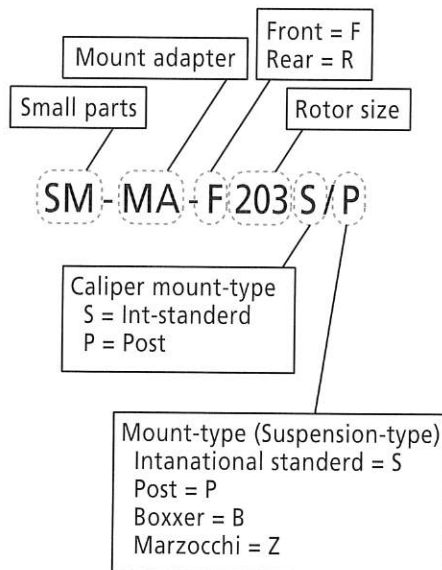 Front = F
Rear = R
Mount adapter
Small parts
Rotor size
SM - MA - F 203 S / P
Caliper mount-type
S = Int-standerd
P = Post
Mount-type (Suspension-type)
Intanational standerd = S
Post = P
Boxxer = B
Marzocchi = Z